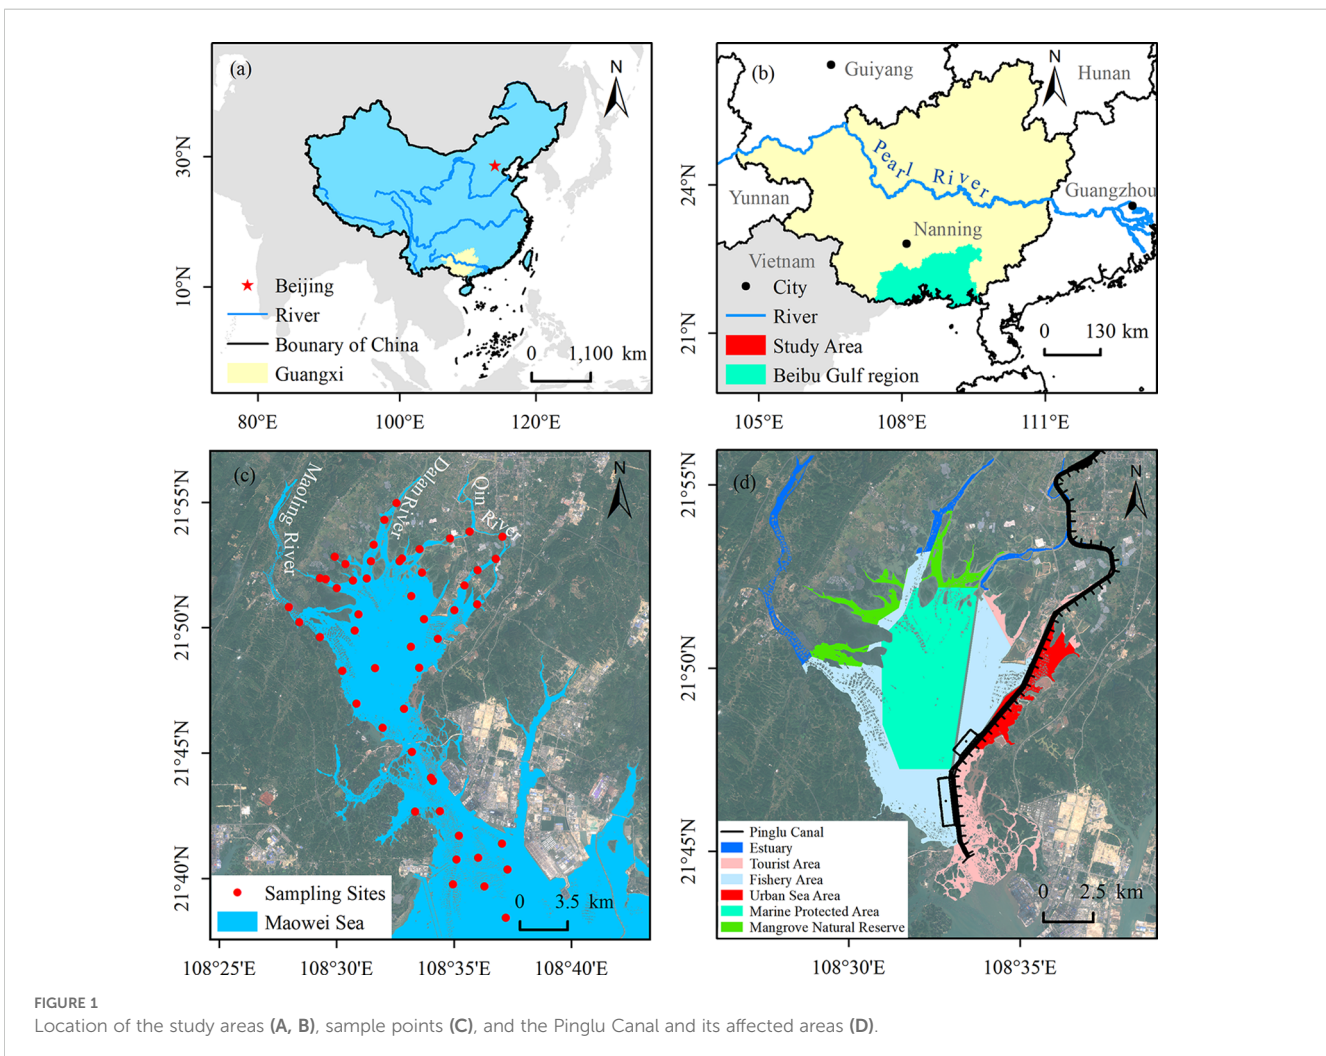 (a)
N
30°N
10°N
Beijing
River
Bounary of China
Guangxi
0 1,100 km
80°E 100°E 120°E
(b)
N
Guiyang
Hunan
Pearl River
24°N
Yunnan
Guangzhou
Nanning
Vietnam
City
River
Study Area
Beibu Gulf region
0 130 km
21°N
105°E 108°E 111°E
(c)
N
Maoling River
Dalan River
Qin River
21°55'N
21°50'N
21°45'N
21°40'N
Sampling Sites
Maowei Sea
0 3.5 km
108°25'E 108°30'E 108°35'E 108°40'E
(d)
N
21°55'N
21°50'N
21°45'N
Pinglu Canal
Estuary
Tourist Area
Fishery Area
Urban Sea Area
Marine Protected Area
Mangrove Natural Reserve
0 2.5 km
108°30'E 108°35'E
FIGURE 1
Location of the study areas (A, B), sample points (C), and the Pinglu Canal and its affected areas (D).